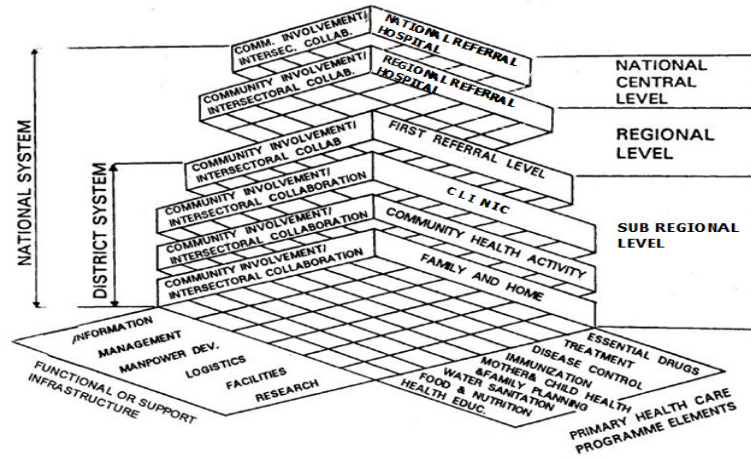 COMM. INVOLVEMENT/
INTERSEC. COLLAB.
NATIONAL REFERRAL
HOSPITAL
COMMUNITY INVOLVEMENT/
INTERSECTORAL COLLAB.
REGIONAL REFERRAL
HOSPITAL
COMMUNITY INVOLVEMENT/
INTERSECTORAL COLLAB
FIRST REFERRAL LEVEL
COMMUNITY INVOLVEMENT/
INTERSECTORAL COLLABORATION
CLINIC
COMMUNITY INVOLVEMENT/
INTERSECTORAL COLLABORATION
COMMUNITY HEALTH ACTIVITY
COMMUNITY INVOLVEMENT/
INTERSECTORAL COLLABORATION
FAMILY AND HOME
NATIONAL SYSTEM
DISTRICT SYSTEM
NATIONAL
CENTRAL
LEVEL
REGIONAL
LEVEL
SUB REGIONAL
LEVEL
INFORMATION
MANAGEMENT
MANPOWER DEV.
LOGISTICS
FACILITIES
RESEARCH
FUNCTIONAL OR SUPPORT
INFRASTRUCTURE
ESSENTIAL DRUGS
TREATMENT
DISEASE CONTROL
IMMUNIZATION
MOTHER& CHILD HEALTH
&FAMILY PLANNING
WATER SANITATION
FOOD & NUTRITION
HEALTH EDUC.
PRIMARY HEALTH CARE
PROGRAMME ELEMENTS